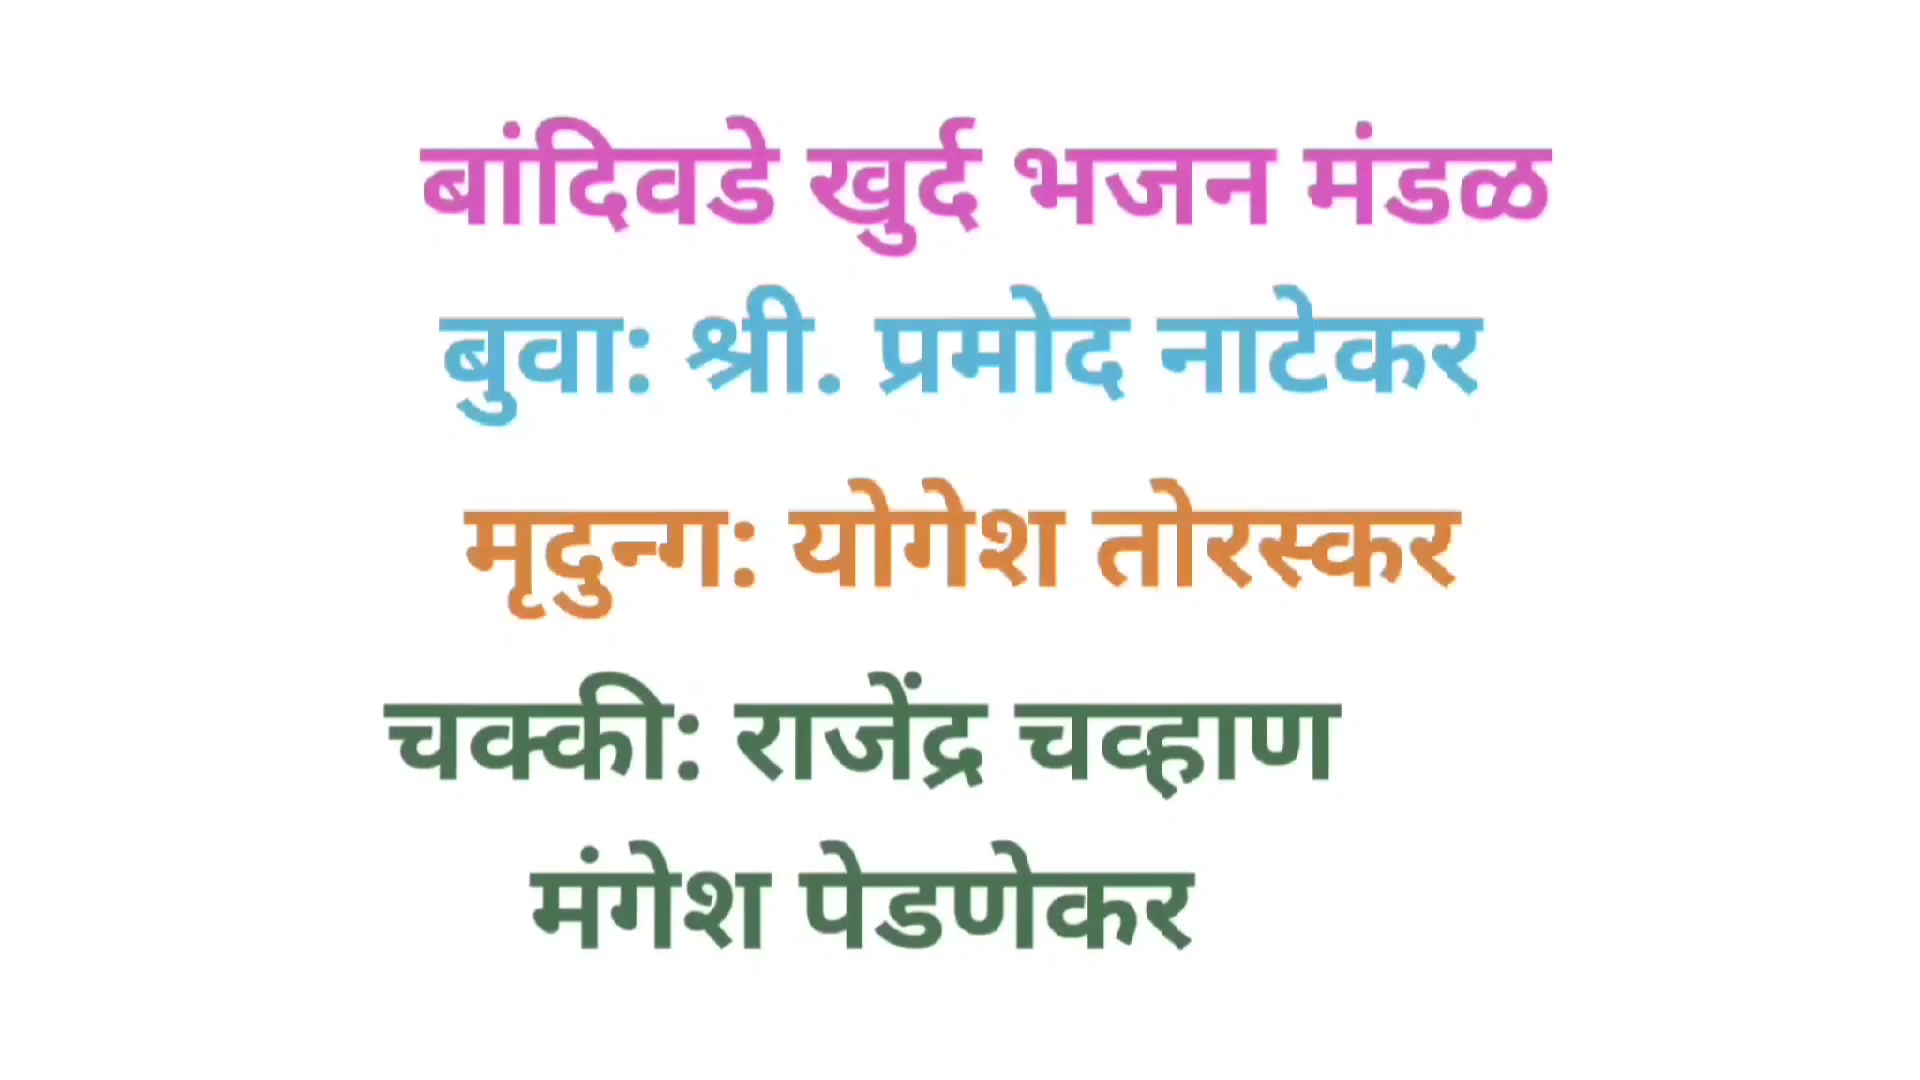 बांदिवडे खुर्द भजन मंडळ
बुवा: श्री. प्रमोद नाटेकर
मृदुन्ग: योगेश तोरस्कर
चक्की: राजेंद्र चव्हाण
मंगेश पेडणेकर